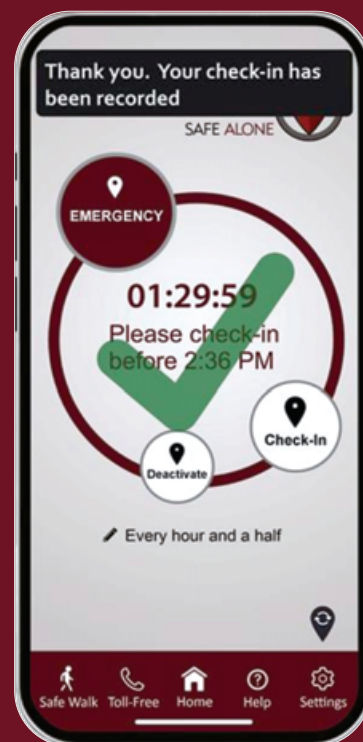 Thank you. Your check-in has
been recorded
SAFE ALONE
EMERGENCY
01:29:59
Please check-in
before 2:36 PM
Check-In
Deactivate
Every hour and a half
Safe Walk Toll-Free Home Help Settings